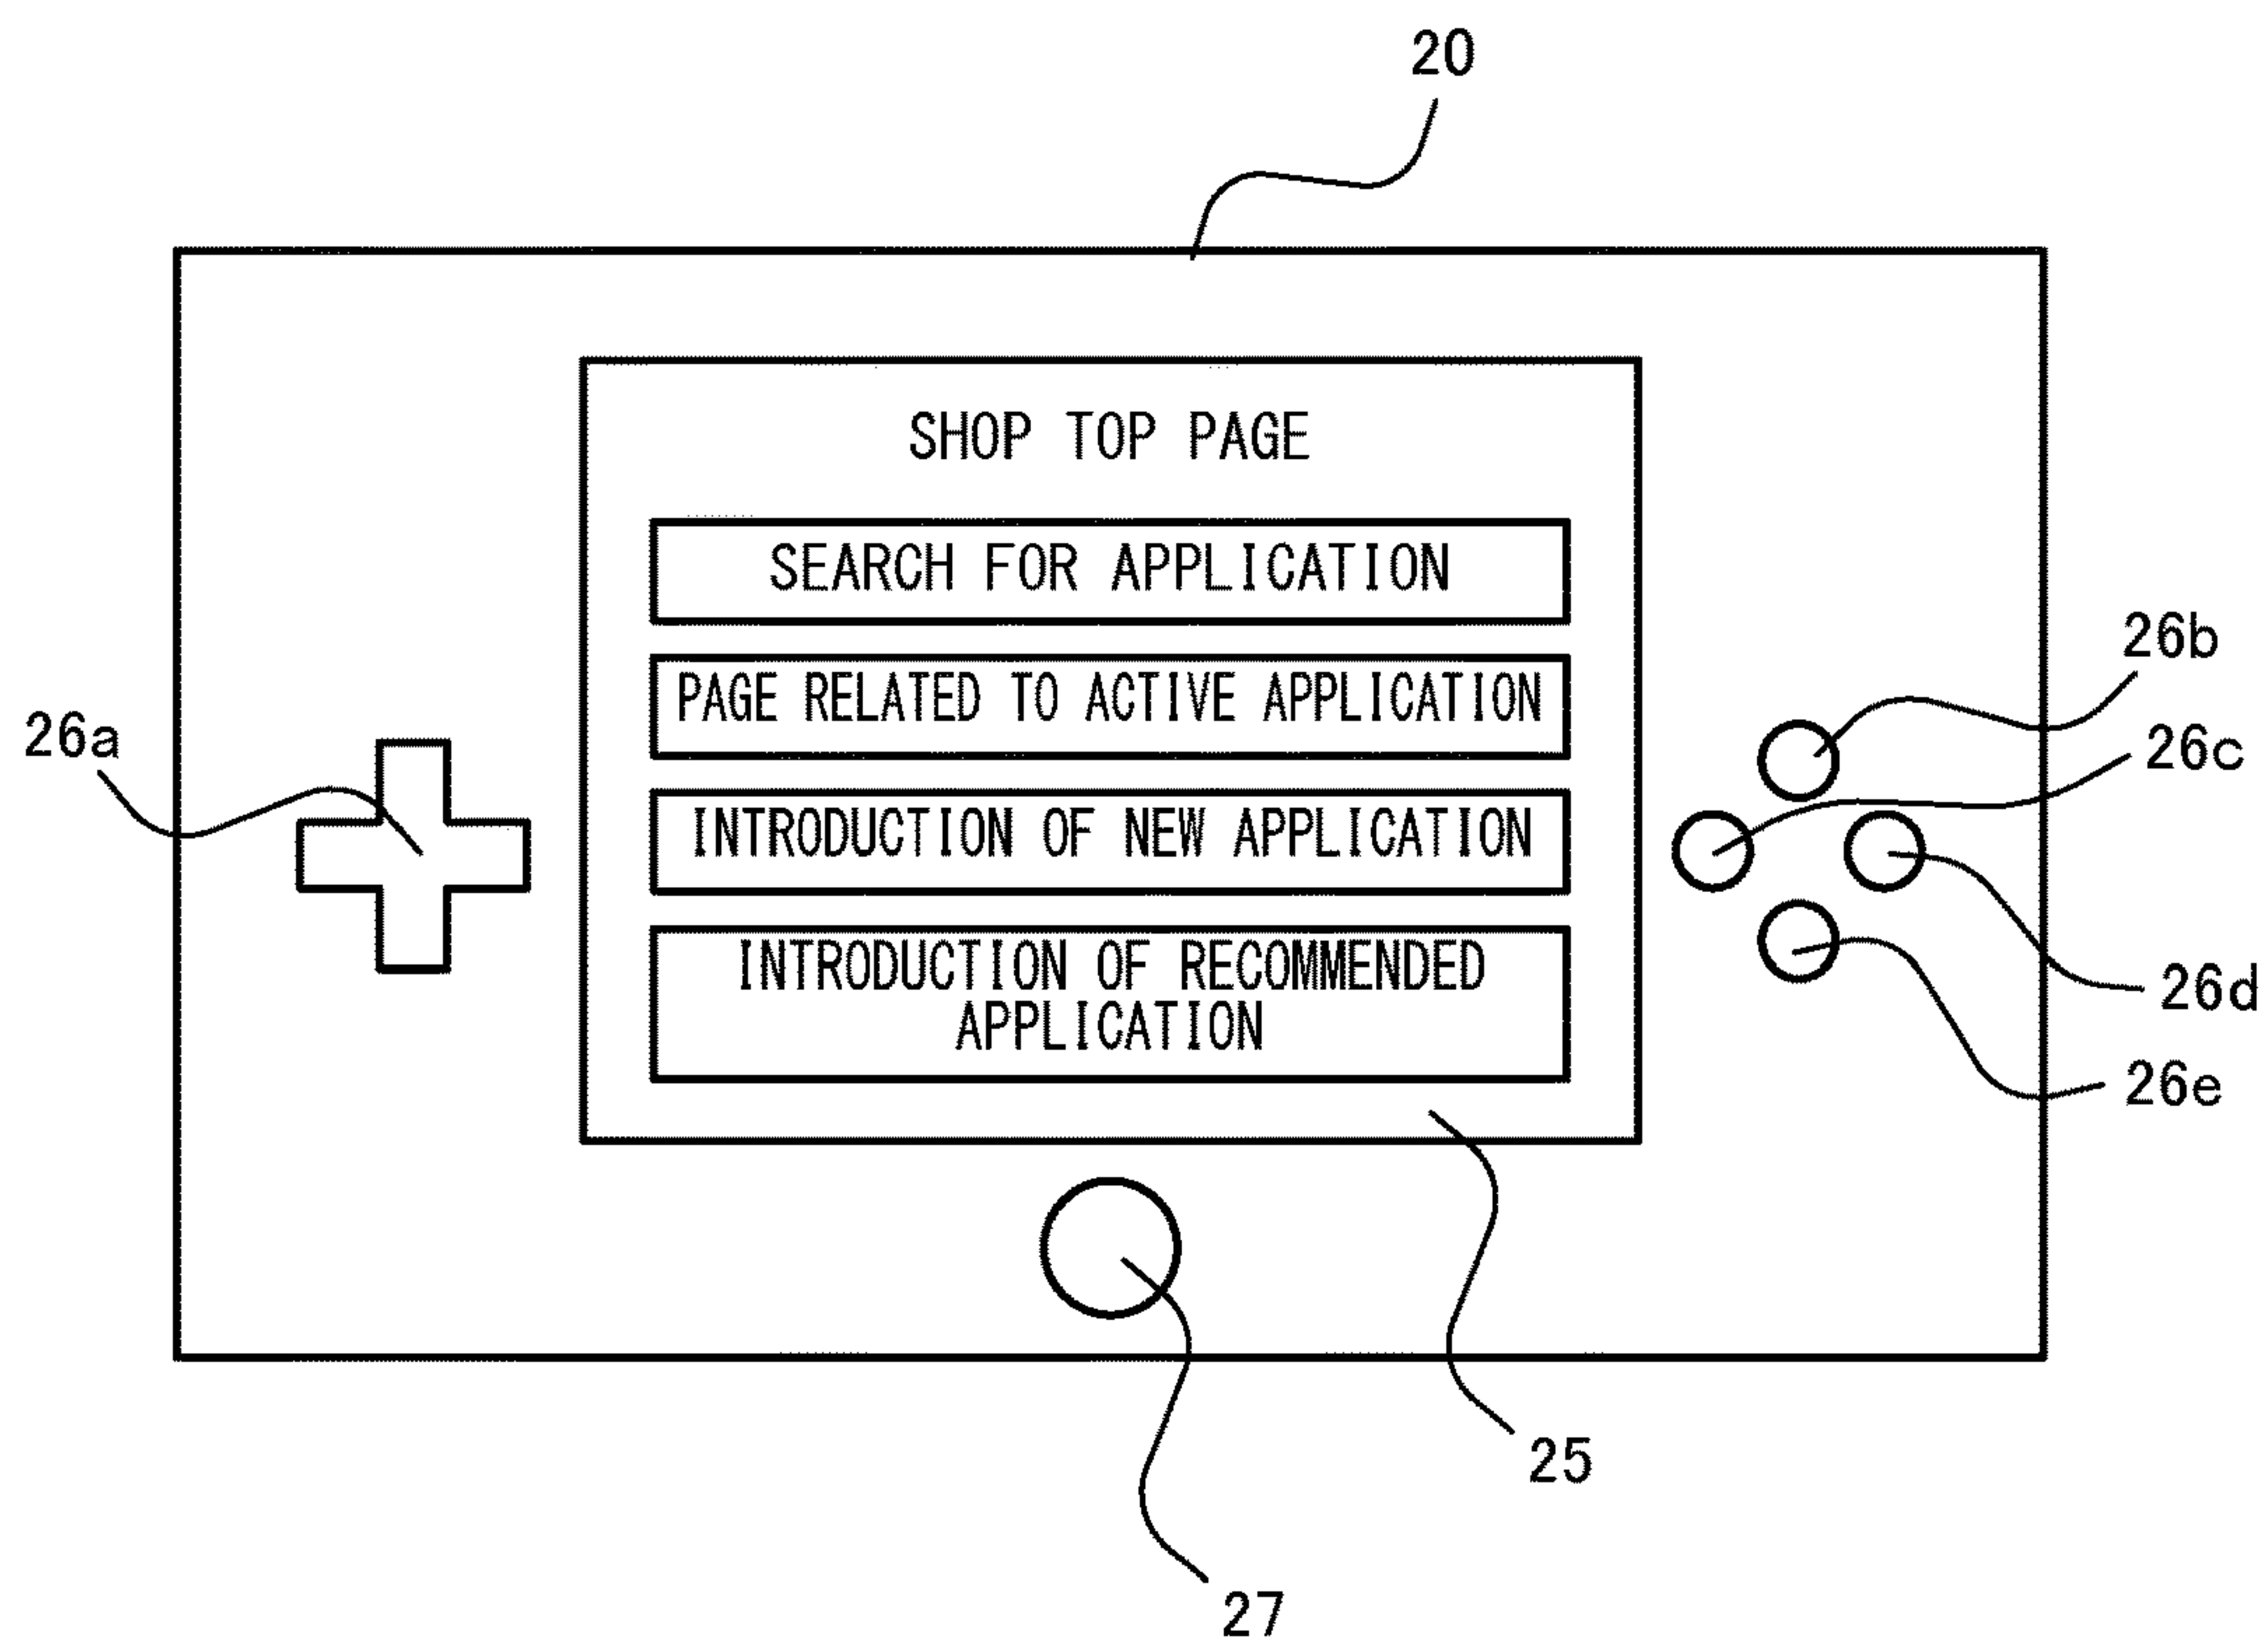 20
SHOP TOP PAGE
SEARCH FOR APPLICATION
26b
PAGE RELATED TO ACTIVE APPLICATION
26a
26c
INTRODUCTION OF NEW APPLICATION
INTRODUCTION OF RECOMMENDED
APPLICATION
26d
26e
25
27